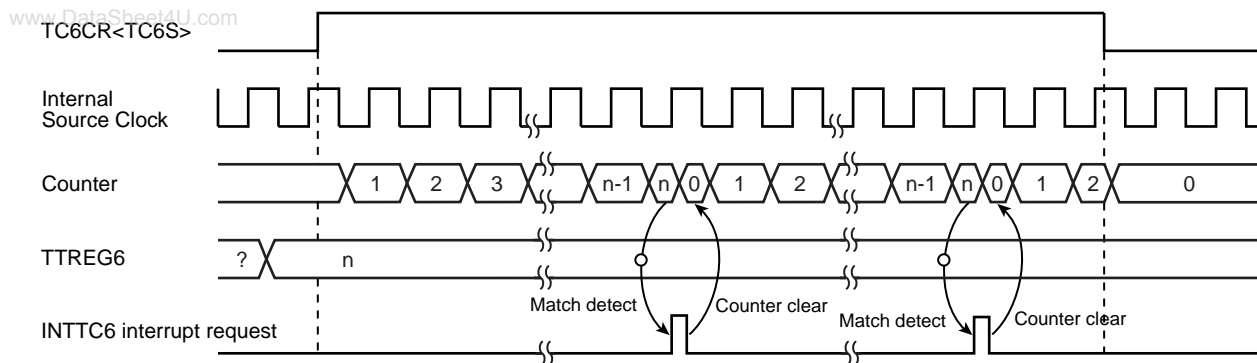 www.DataSheet4U.com
TC6CR<TC6S>
Internal
Source Clock
Counter
1 2 3 n-1 n 0 1 2 n-1 n 0 1 2 0
TTREG6
? n
Match detect Counter clear Match detect Counter clear
INTTC6 interrupt request